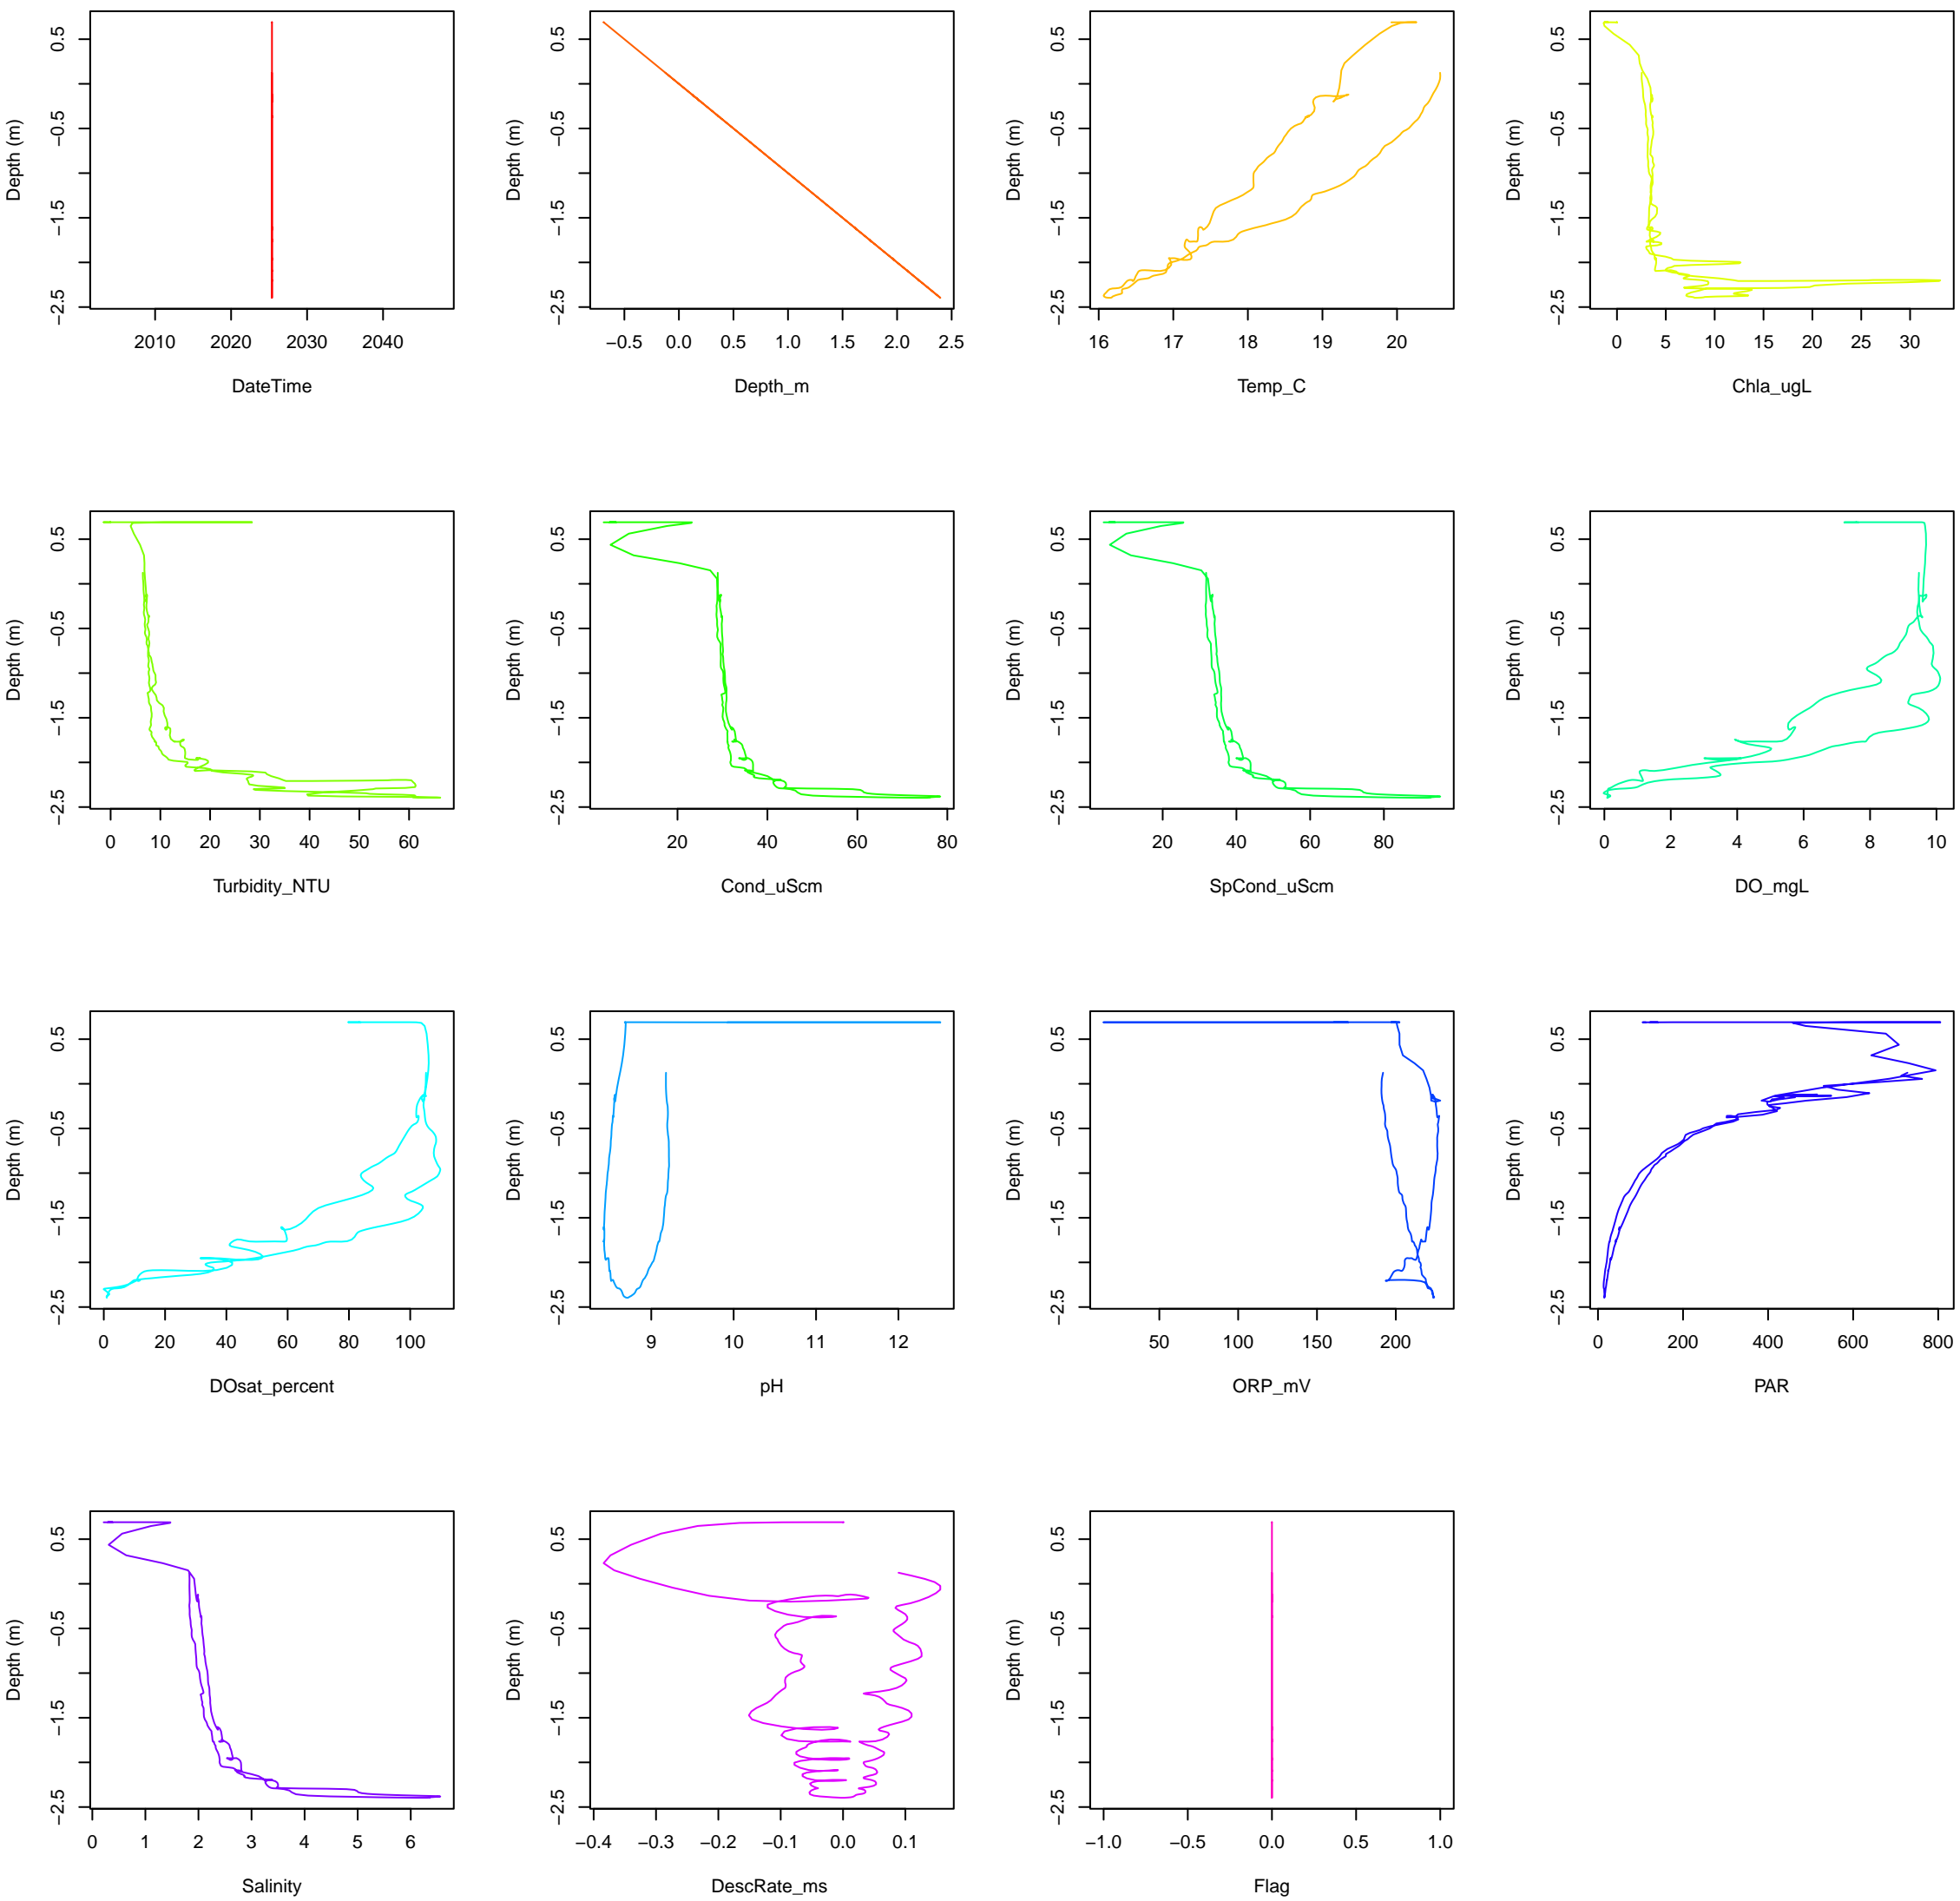 Depth (m)
0.5
−0.5
−1.5
−2.5
2010 2020 2030 2040
DateTime
Depth (m)
0.5
−0.5
−1.5
−2.5
−0.5 0.0 0.5 1.0 1.5 2.0 2.5
Depth_m
Depth (m)
0.5
−0.5
−1.5
−2.5
16 17 18 19 20
Temp_C
Depth (m)
0.5
−0.5
−1.5
−2.5
0 5 10 15 20 25 30
Chla_ugL
Depth (m)
0.5
−0.5
−1.5
−2.5
0 10 20 30 40 50 60
Turbidity_NTU
Depth (m)
0.5
−0.5
−1.5
−2.5
20 40 60 80
Cond_uScm
Depth (m)
0.5
−0.5
−1.5
−2.5
20 40 60 80
SpCond_uScm
Depth (m)
0.5
−0.5
−1.5
−2.5
0 2 4 6 8 10
DO_mgL
Depth (m)
0.5
−0.5
−1.5
−2.5
0 20 40 60 80 100
DOsat_percent
Depth (m)
0.5
−0.5
−1.5
−2.5
9 10 11 12
pH
Depth (m)
0.5
−0.5
−1.5
−2.5
50 100 150 200
ORP_mV
Depth (m)
0.5
−0.5
−1.5
−2.5
0 200 400 600 800
PAR
Depth (m)
0.5
−0.5
−1.5
−2.5
0 1 2 3 4 5 6
Salinity
Depth (m)
0.5
−0.5
−1.5
−2.5
−0.4 −0.3 −0.2 −0.1 0.0 0.1
DescRate_ms
Depth (m)
0.5
−0.5
−1.5
−2.5
−1.0 −0.5 0.0 0.5 1.0
Flag